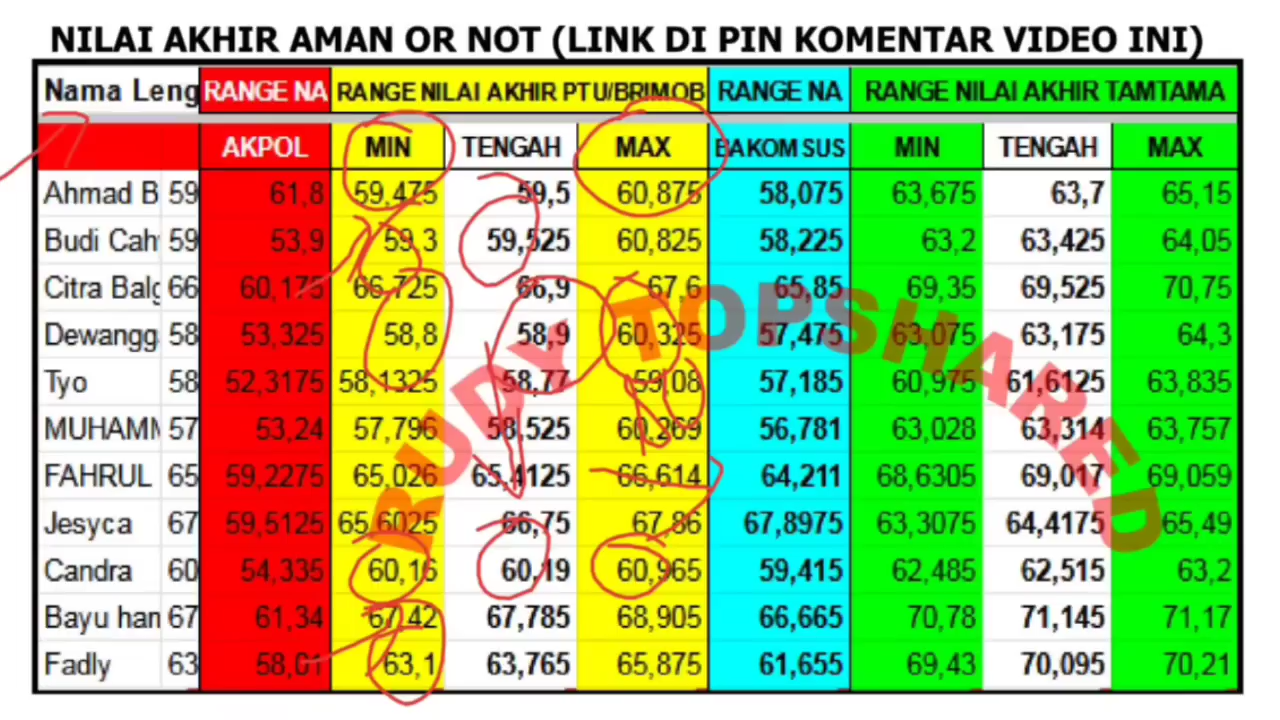 NILAI AKHIR AMAN OR NOT (LINK DI PIN KOMENTAR VIDEO INI)
Nama Leng RANGE NA RANGE NILAI AKHIR PTU/BRIMOB RANGE NA RANGE NILAI AKHIR TAMTAMA
AKPOL MIN TENGAH MAX BAKOMSUS MIN TENGAH MAX
Ahmad B 59 61,8 59,475 59,5 60,875 58,075 63,675 63,7 65,15
Budi Cah 59 53,9 59,3 59,525 60,825 58,225 63,2 63,425 64,05
Citra Balq 66 60,175 66,725 66,9 67,6 65,85 69,35 69,525 70,75
Dewangg 58 53,325 58,8 58,9 60,325 57,475 63,075 63,175 64,3
Tyo 58 52,3175 58,1325 58,77 59,08 57,185 60,975 61,6125 63,835
MUHAMM 57 53,24 57,796 58,525 60,269 56,781 63,028 63,314 63,757
FAHRUL 65 59,2275 65,026 65,4125 66,614 64,211 68,6305 69,017 69,059
Jesyca 67 59,5125 65,6025 66,75 67,86 67,8975 63,3075 64,4175 65,49
Candra 60 54,335 60,16 60,19 60,965 59,415 62,485 62,515 63,2
Bayu han 67 61,34 67,42 67,785 68,905 66,665 70,78 71,145 71,17
Fadly 63 58,01 63,1 63,765 65,875 61,655 69,43 70,095 70,21
RUDY TOPSHARED